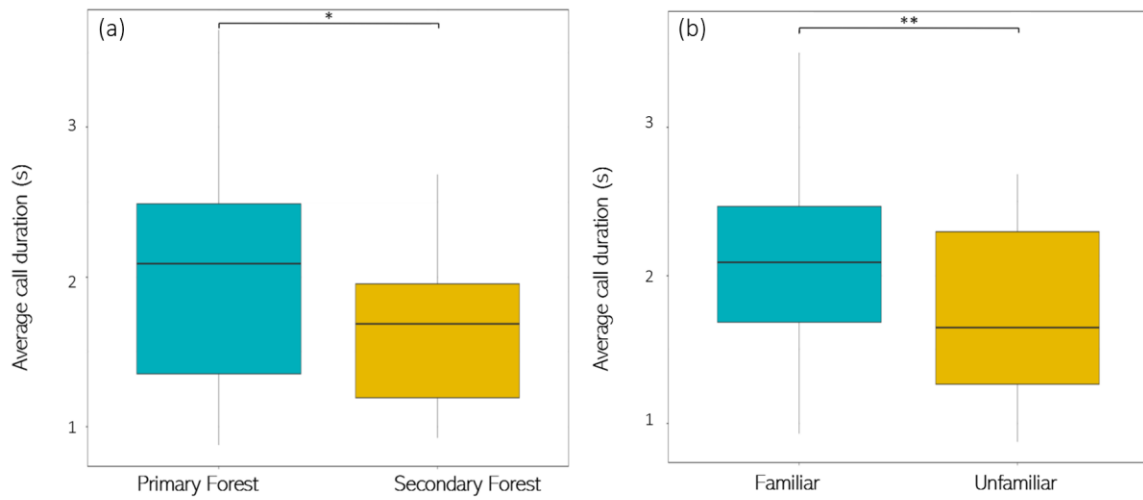 (a)
*
3
2
1
Average call duration (s)
Primary Forest
Secondary Forest
(b)
**
3
2
1
Average call duration (s)
Familiar
Unfamiliar